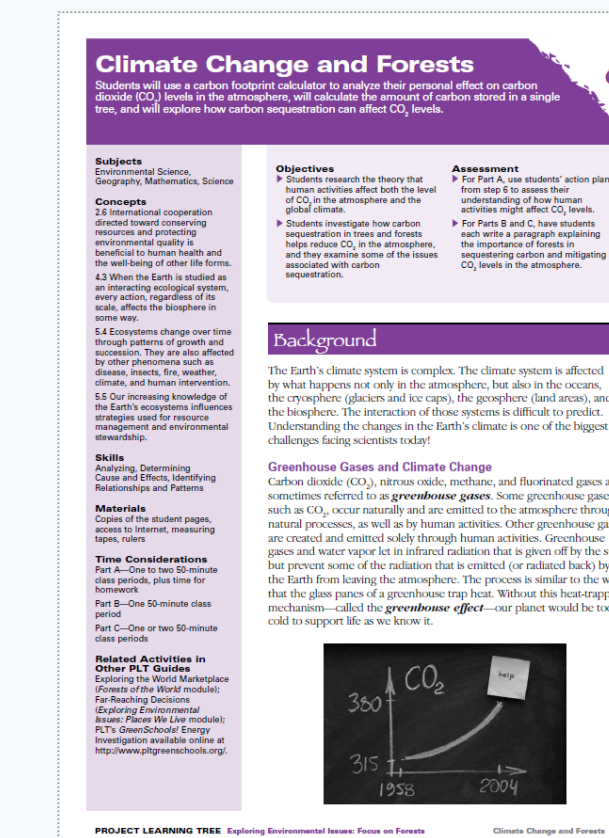 Climate Change and Forests
Students will use a carbon footprint calculator to analyze their personal effect on carbon
dioxide (CO₂) levels in the atmosphere, will calculate the amount of carbon stored in a single
tree, and will explore how carbon sequestration can affect CO₂ levels.
Subjects
Environmental Science,
Geography, Mathematics, Science
Concepts
2.6 International cooperation
directed toward conserving
resources and protecting
environmental quality is
beneficial to human health and
the well-being of other life forms.
4.3 When the Earth is studied as
an interacting ecological system,
every action, regardless of its
scale, affects the biosphere in
some way.
5.4 Ecosystems change over time
through patterns of growth and
succession. They are also affected
by other phenomena such as
disease, insects, fire, weather,
climate, and human intervention.
5.5 Our increasing knowledge of
the Earth's ecosystems influences
strategies used for resource
management and environmental
stewardship.
Skills
Analyzing, Determining
Cause and Effects, Identifying
Relationships and Patterns
Materials
Copies of the student pages,
access to Internet, measuring
tapes, rulers
Time Considerations
Part A—One to two 50-minute
class periods, plus time for
homework
Part B—One 50-minute class
period
Part C—One or two 50-minute
class periods
Related Activities in
Other PLT Guides
Exploring the World Marketplace
(Forests of the World module);
Far-Reaching Decisions
(Exploring Environmental
Issues: Places We Live module);
PLT's GreenSchools! Energy
Investigation available online at
http://www.pltgreenschools.org/.
Objectives
Students research the theory that
human activities affect both the level
of CO₂ in the atmosphere and the
global climate.
Students investigate how carbon
sequestration in trees and forests
helps reduce CO₂ in the atmosphere,
and they examine some of the issues
associated with carbon
sequestration.
Assessment
For Part A, use students' action plan
from step 6 to assess their
understanding of how human
activities might affect CO₂ levels.
For Parts B and C, have students
each write a paragraph explaining
the importance of forests in
sequestering carbon and mitigating
CO₂ levels in the atmosphere.
Background
The Earth's climate system is complex. The climate system is affected
by what happens not only in the atmosphere, but also in the oceans,
the cryosphere (glaciers and ice caps), the geosphere (land areas), and
the biosphere. The interaction of those systems is difficult to predict.
Understanding the changes in the Earth's climate is one of the biggest
challenges facing scientists today!
Greenhouse Gases and Climate Change
Carbon dioxide (CO₂), nitrous oxide, methane, and fluorinated gases
sometimes referred to as greenhouse gases. Some greenhouse
such as CO₂, occur naturally and are emitted to the atmosphere
natural processes, as well as by human activities. Other greenhouse
are created and emitted solely through human activities. Greenhouse
gases and water vapor let in infrared radiation that is given off by the
but prevent some of the radiation that is emitted (or radiated back) by
the Earth from leaving the atmosphere. The process is similar to the
that the glass panes of a greenhouse trap heat. Without this
mechanism—called the greenhouse effect—our planet would be
cold to support life as we know it.
CO₂
help
380
315
1958
2004
PROJECT LEARNING TREE Exploring Environmental Issues: Focus on Forests
Climate Change and Forests